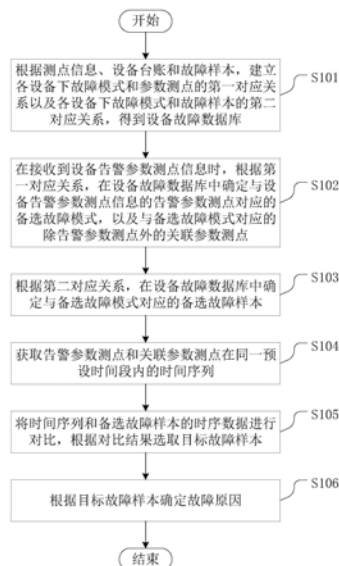 开始
根据测点信息、设备台账和故障样本，建立
各设备下故障模式和参数测点的第一对应关
系以及各设备下故障模式和故障样本的第二
对应关系，得到设备故障数据库
S101
在接收到设备告警参数测点信息时，根据第
一对应关系，在设备故障数据库中确定与设
备告警参数测点信息的告警参数测点对应的
备选故障模式，以及与备选故障模式对应的
除告警参数测点外的关联参数测点
S102
根据第二对应关系，在设备故障数据库中确
定与备选故障模式对应的备选故障样本
S103
获取告警参数测点和关联参数测点在同一预
设时间段内的时间序列
S104
将时间序列和备选故障样本的时序数据进行
对比，根据对比结果选取目标故障样本
S105
根据目标故障样本确定故障原因
S106
结束